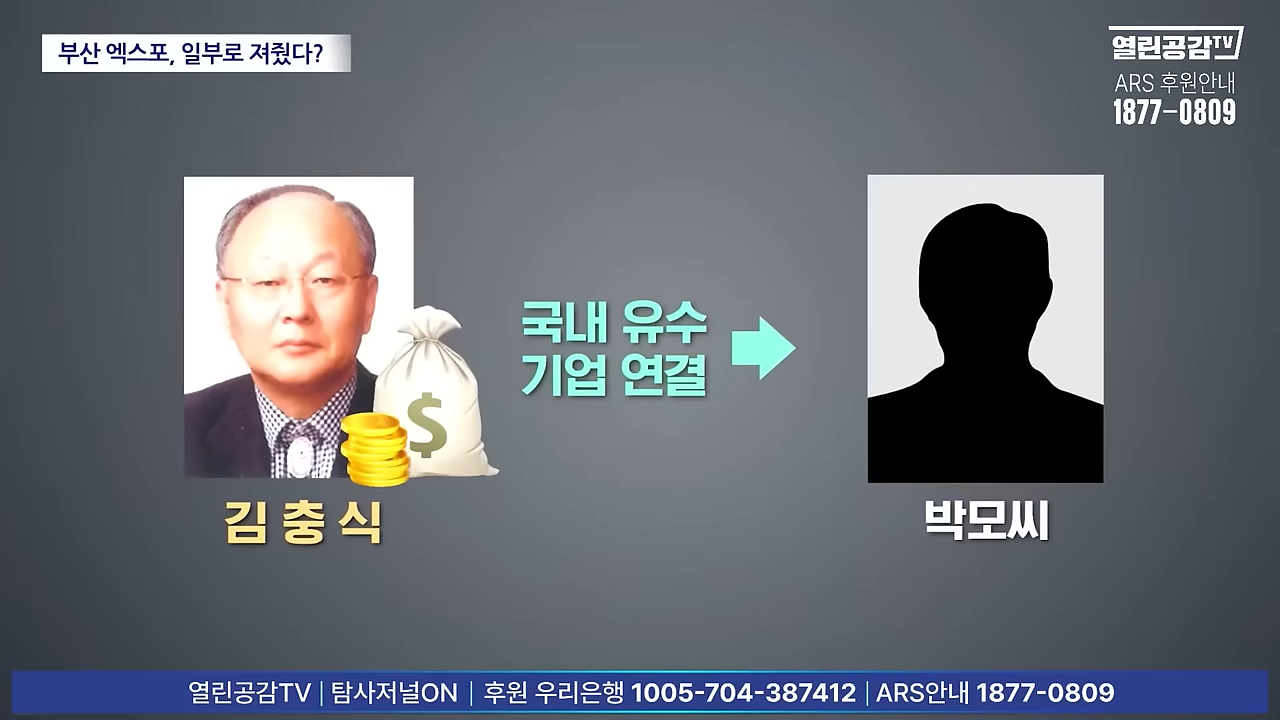 부산 엑스포, 일부로 져줬다?
열린공감TV
ARS 후원안내
1877-0809
국내 유수
기업 연결
$
김충식
박모씨
열린공감TV | 탐사저널ON | 후원 우리은행 1005-704-387412 | ARS안내 1877-0809